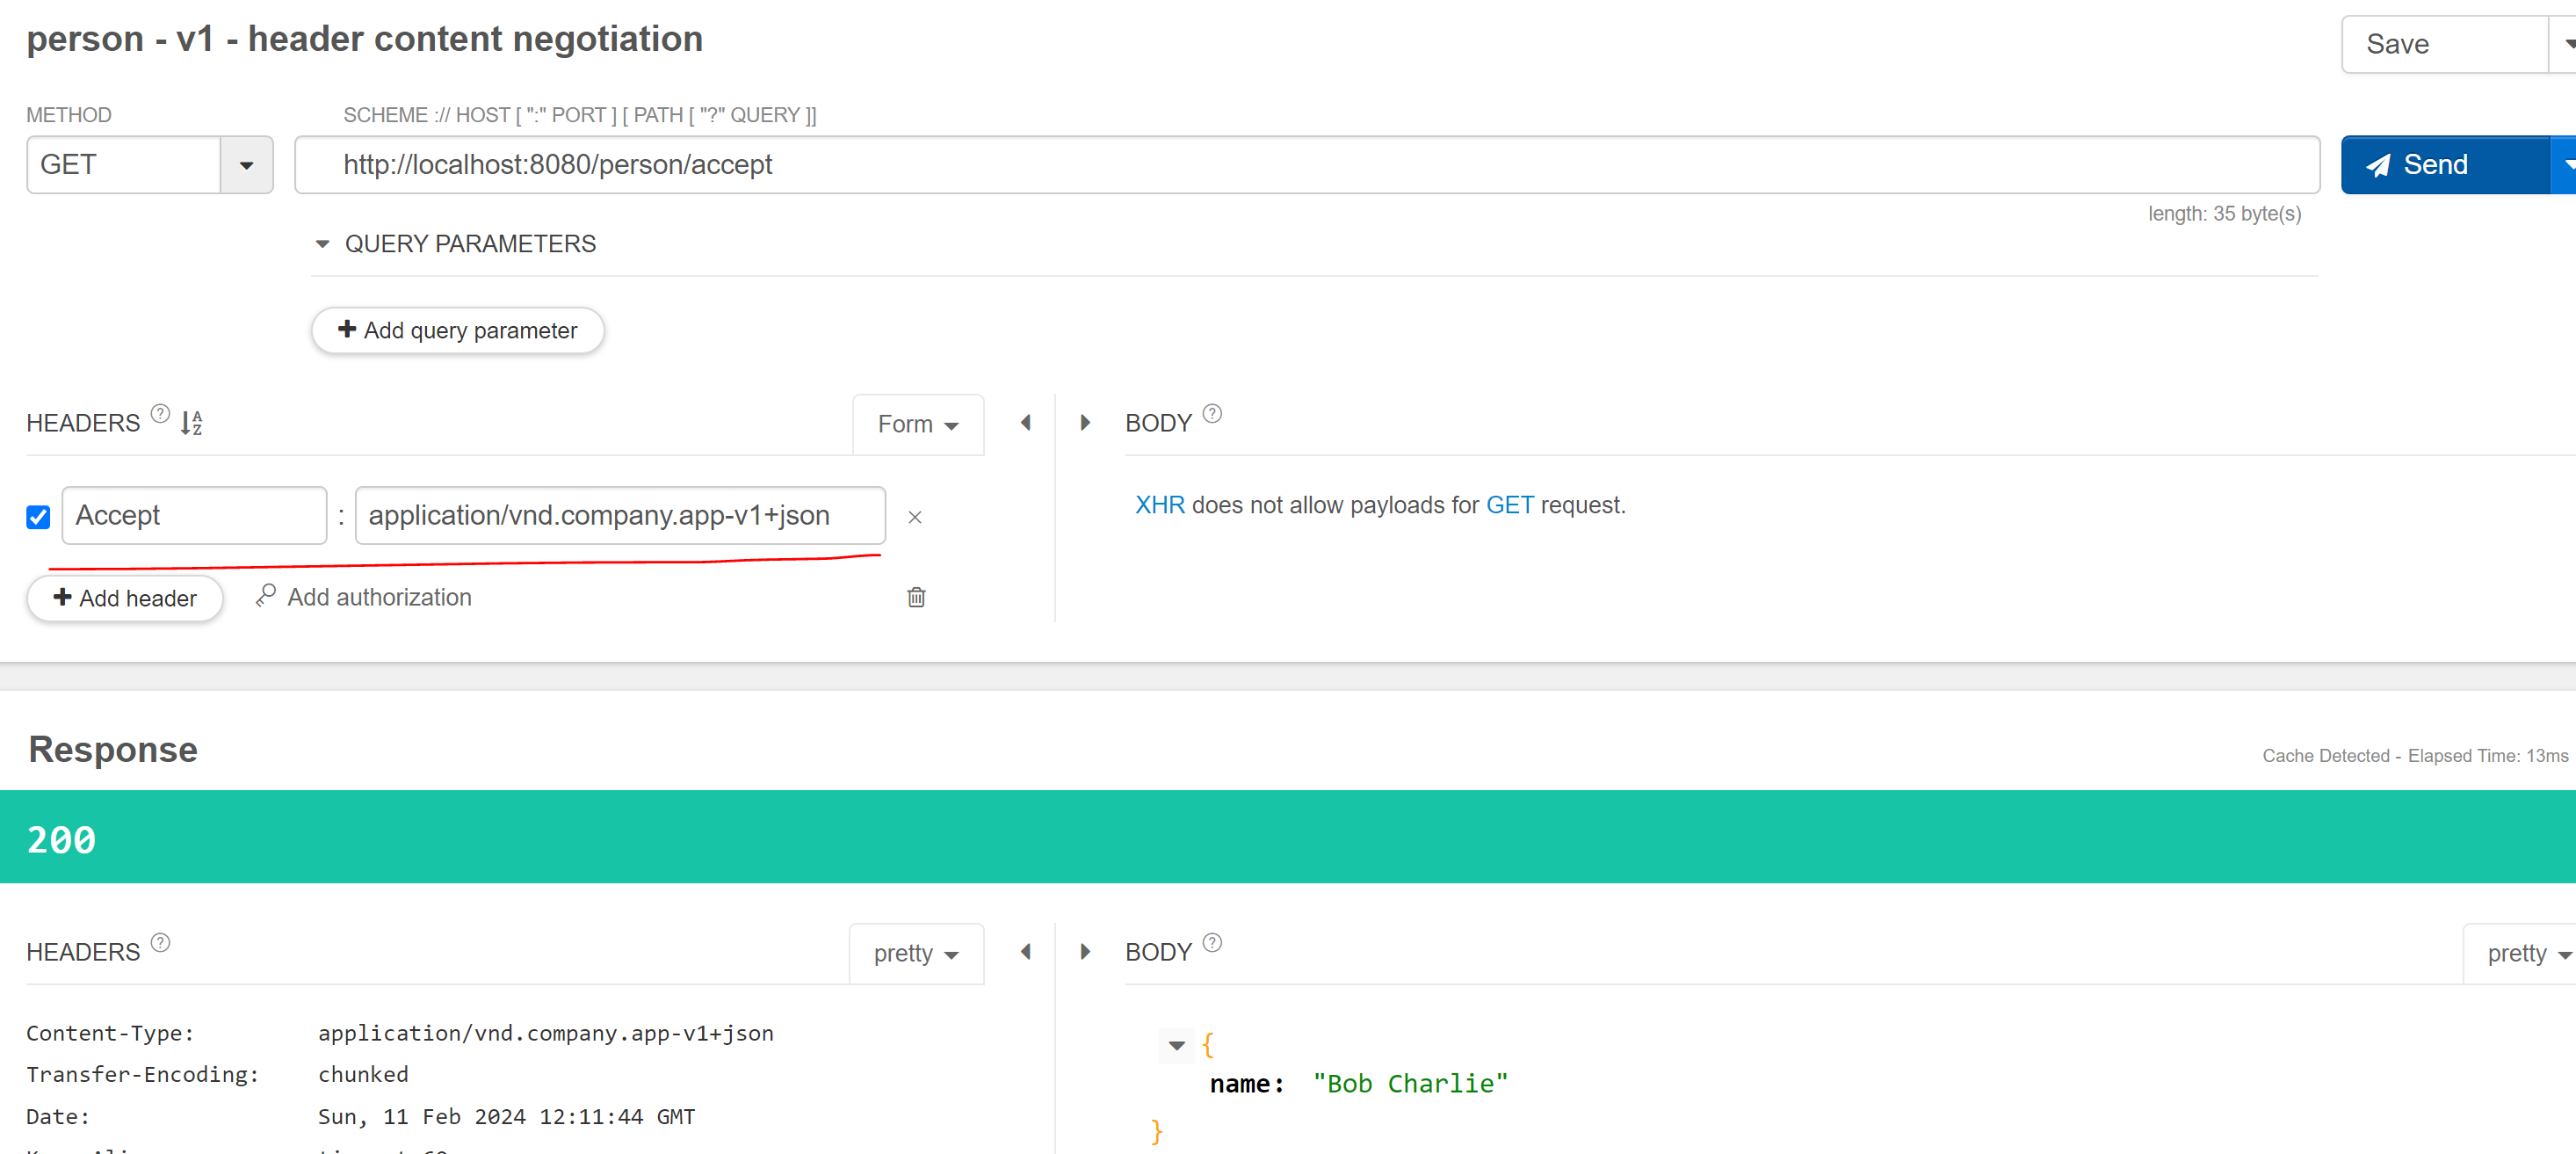 person - v1 - header content negotiation
Save
METHOD
SCHEME :// HOST [ ":" PORT ] [ PATH [ "?" QUERY ]]
GET
http://localhost:8080/person/accept
Send
length: 35 byte(s)
QUERY PARAMETERS
+ Add query parameter
HEADERS ? A Z
Form
BODY ?
Accept : application/vnd.company.app-v1+json ×
XHR does not allow payloads for GET request.
+ Add header
Add authorization
Response
Cache Detected - Elapsed Time: 13ms
200
HEADERS ?
pretty
BODY ?
pretty
Content-Type: application/vnd.company.app-v1+json
Transfer-Encoding: chunked
Date: Sun, 11 Feb 2024 12:11:44 GMT
{
name: "Bob Charlie"
}